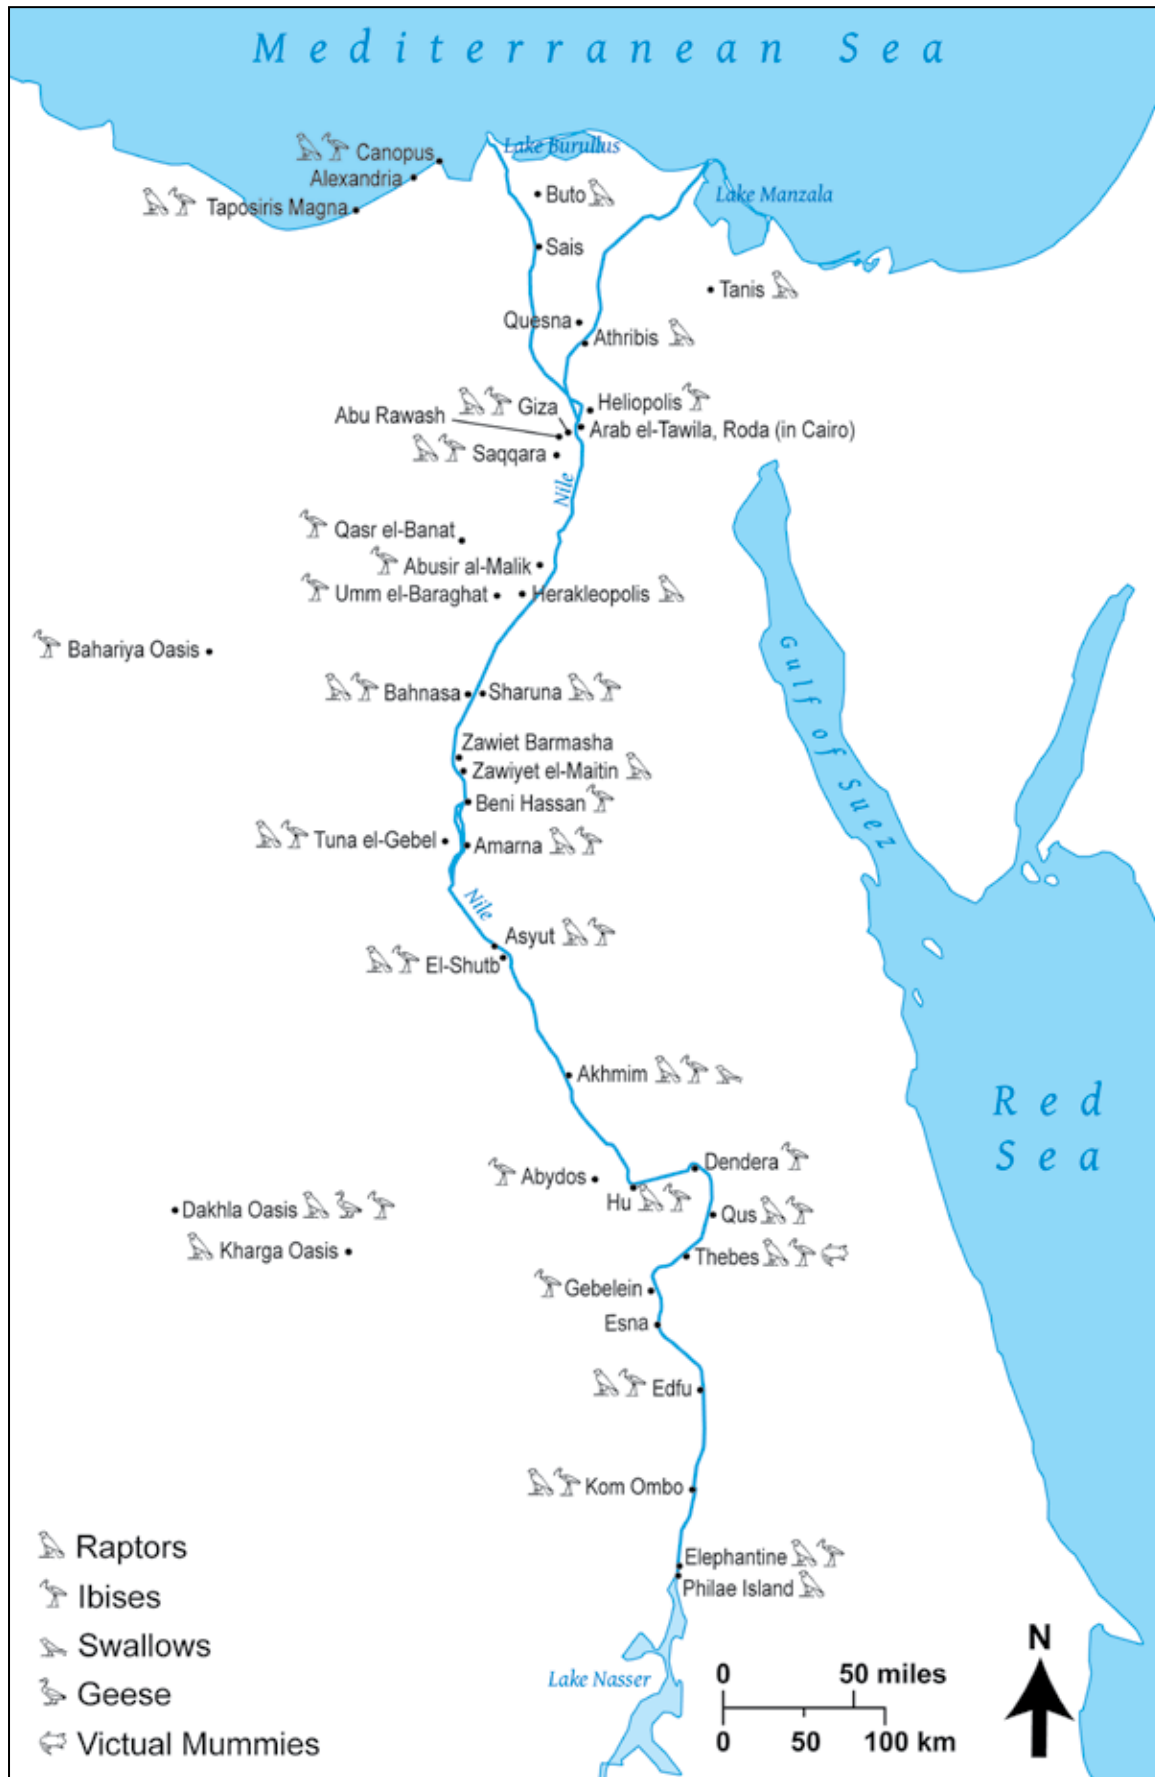 Mediterranean Sea
Lake Burullus
Canopus
Alexandria
Buto
Lake Manzala
Taposiris Magna
Sais
Tanis
Quesna
Athribis
Heliopolis
Giza
Abu Rawash
Arab el-Tawila, Roda (in Cairo)
Saqqara
Nile
Qasr el-Banat
Abusir al-Malik
Umm el-Baraghat
Herakleopolis
Bahariya Oasis
Gulf of Suez
Bahnasa
Sharuna
Zawiet Barmasha
Zawiyet el-Maitin
Beni Hassan
Tuna el-Gebel
Amarna
Nile
Asyut
El-Shutb
Akhmim
Red
Sea
Dendera
Abydos
Hu
Dakhla Oasis
Qus
Kharga Oasis
Thebes
Gebelein
Esna
Edfu
Kom Ombo
Elephantine
Philae Island
Lake Nasser
Raptors
Ibises
Swallows
Geese
Victual Mummies
0 50 miles
0 50 100 km
N